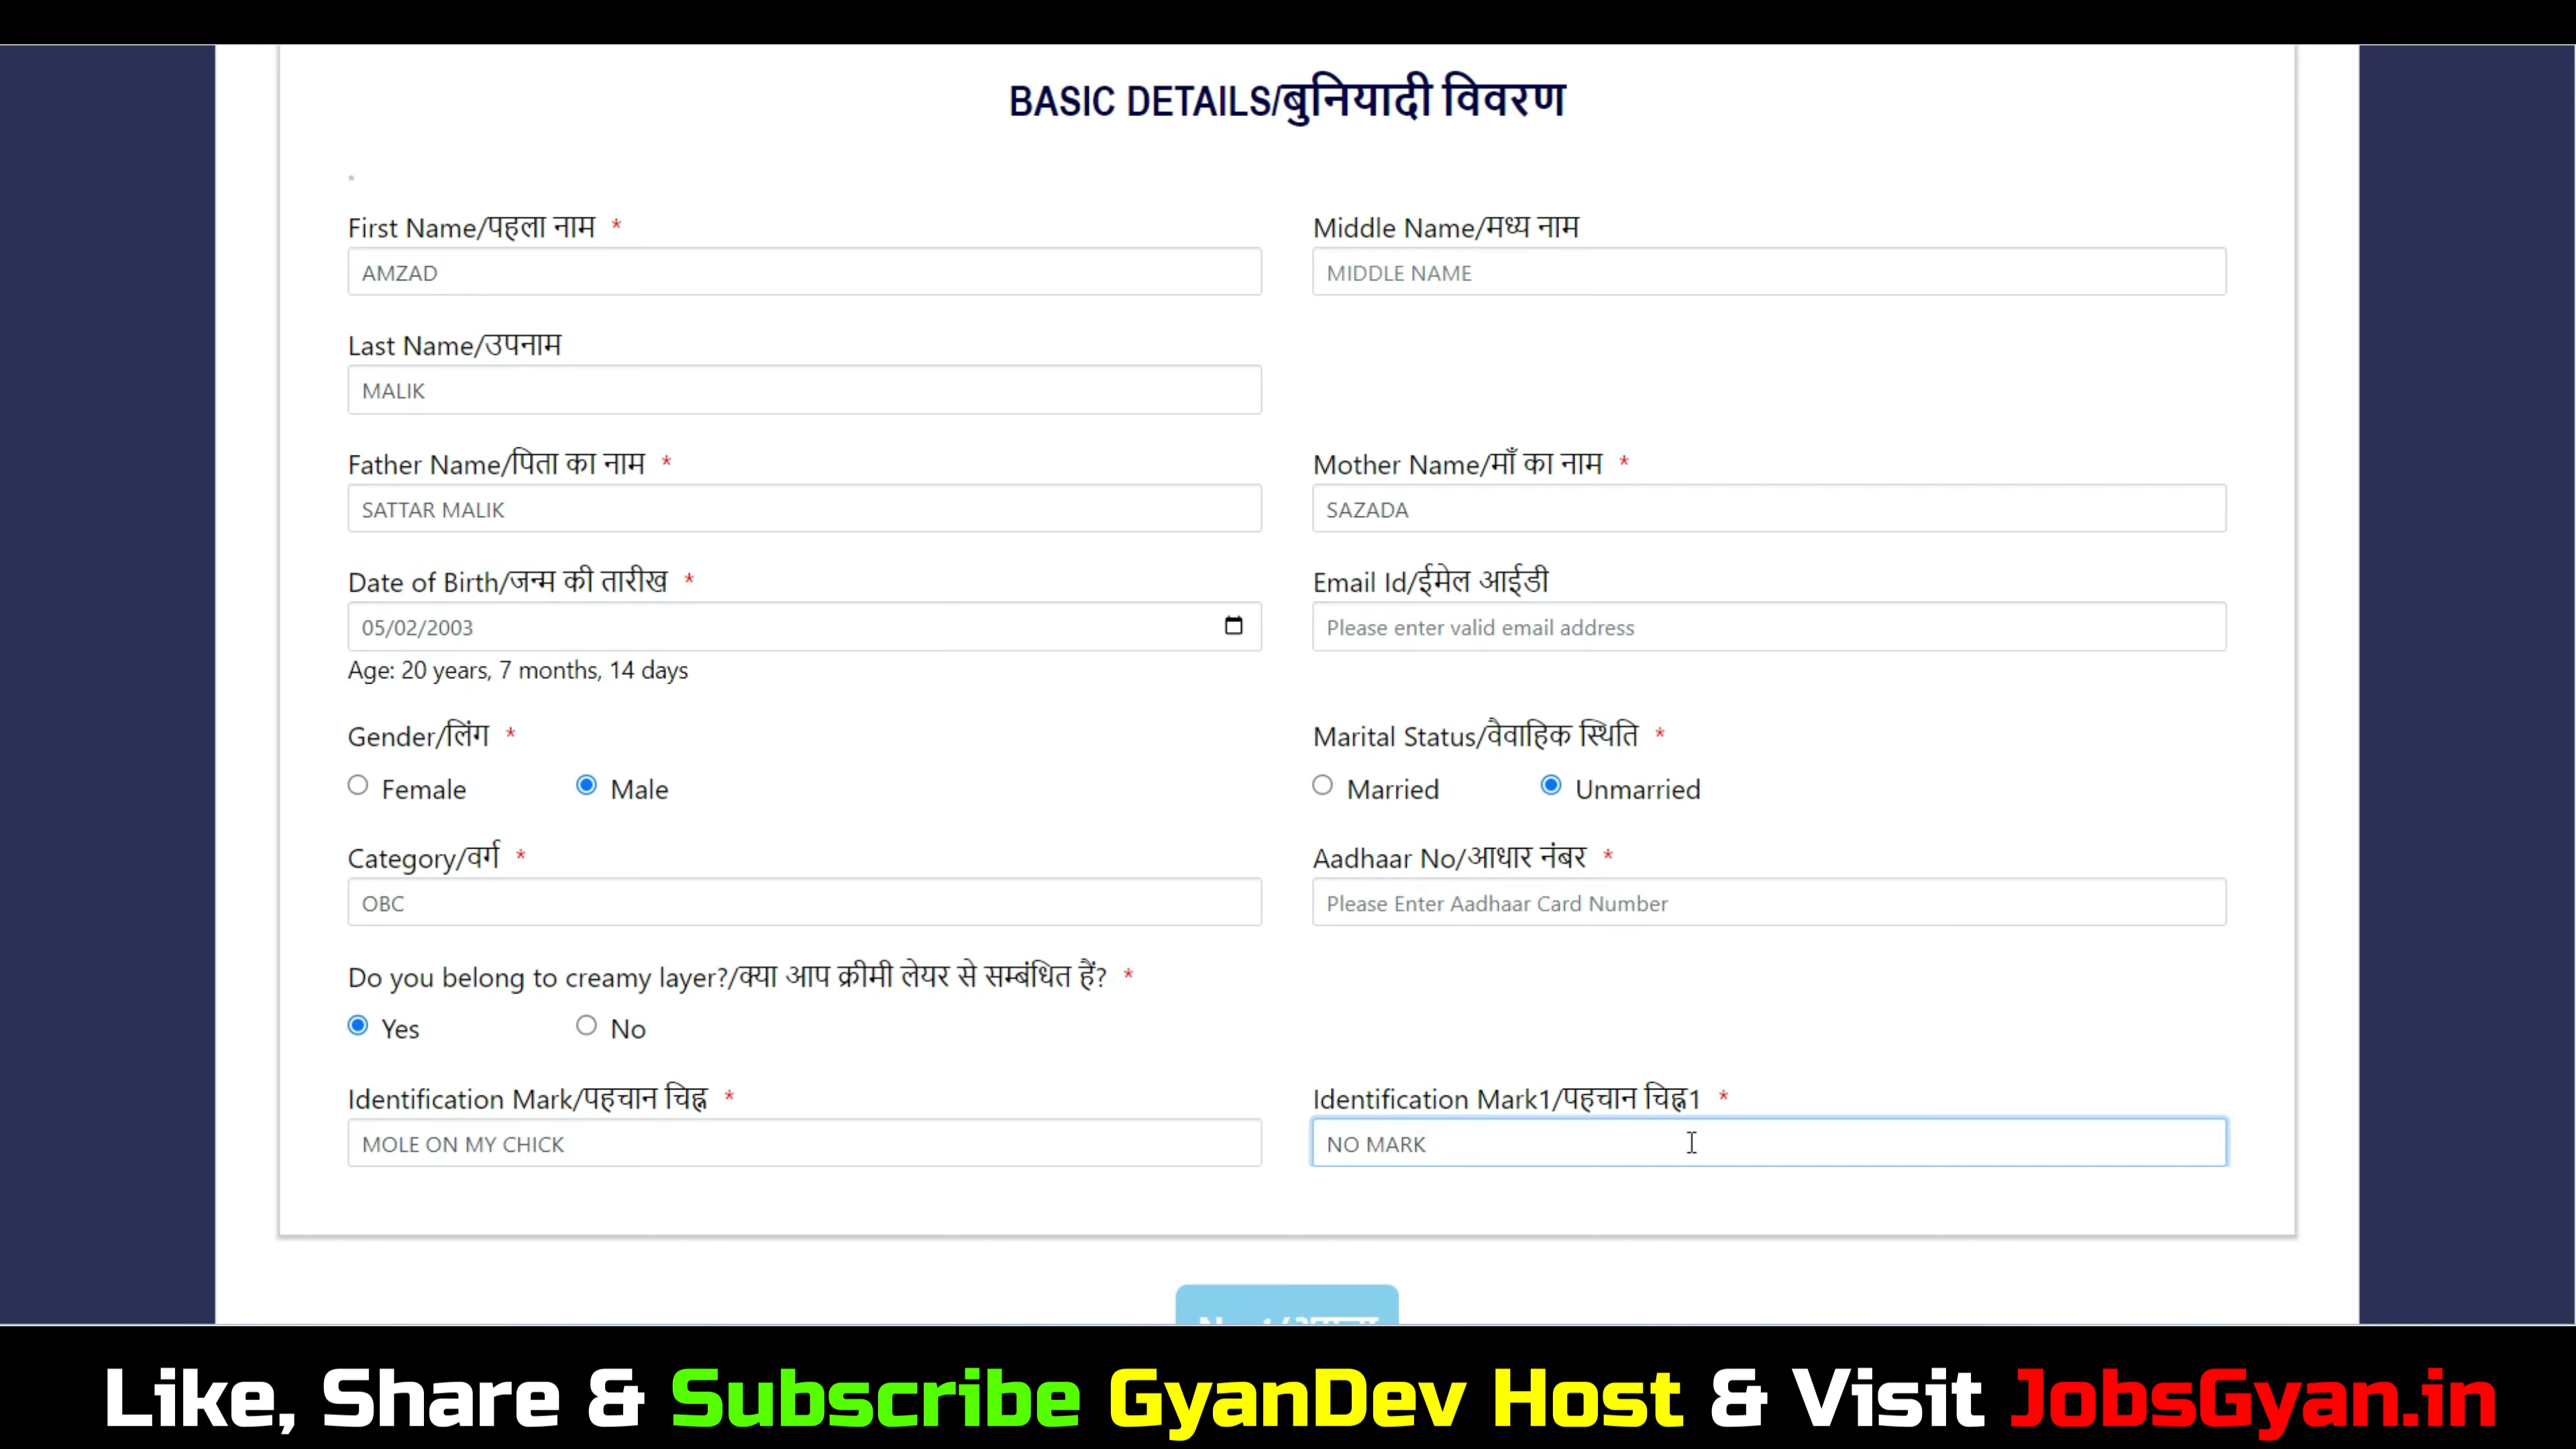 BASIC DETAILS/बुनियादी विवरण
*
First Name/पहला नाम * Middle Name/मध्य नाम
AMZAD MIDDLE NAME
Last Name/उपनाम
MALIK
Father Name/पिता का नाम * Mother Name/माँ का नाम *
SATTAR MALIK SAZADA
Date of Birth/जन्म की तारीख * Email Id/ईमेल आईडी
05/02/2003 Please enter valid email address
Age: 20 years, 7 months, 14 days
Gender/लिंग * Marital Status/वैवाहिक स्थिति *
Female Male Married Unmarried
Category/वर्ग * Aadhaar No/आधार नंबर *
OBC Please Enter Aadhaar Card Number
Do you belong to creamy layer?/क्या आप क्रीमी लेयर से सम्बंधित हैं? *
Yes No
Identification Mark/पहचान चिह्न * Identification Mark1/पहचान चिह्न1 *
MOLE ON MY CHICK NO MARK
Like, Share & Subscribe GyanDev Host & Visit JobsGyan.in